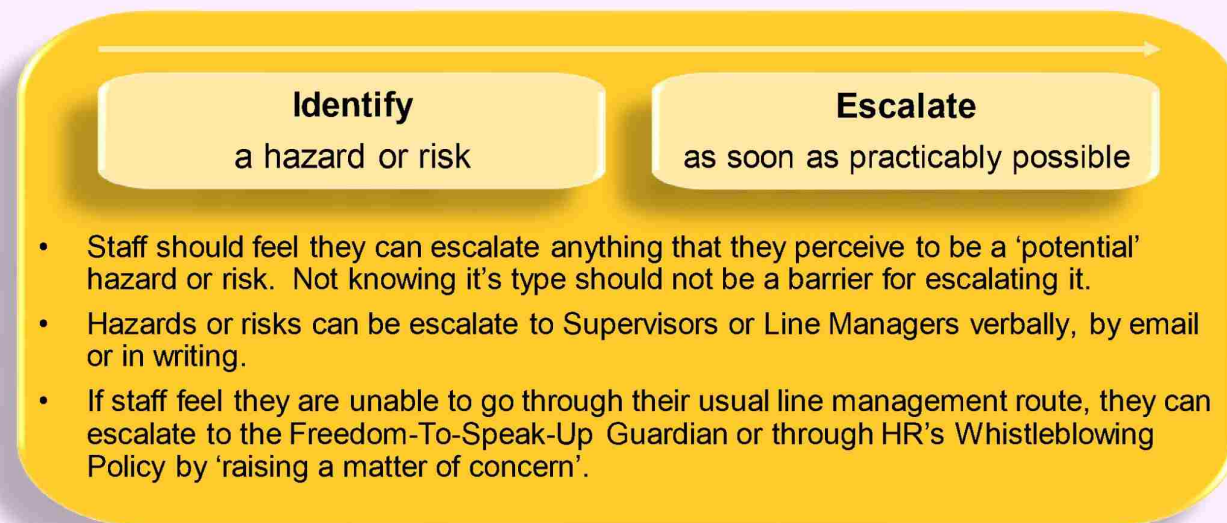 Identify
a hazard or risk
Escalate
as soon as practicably possible
• Staff should feel they can escalate anything that they perceive to be a ‘potential’
hazard or risk.  Not knowing it’s type should not be a barrier for escalating it.
• Hazards or risks can be escalate to Supervisors or Line Managers verbally, by email
or in writing.
• If staff feel they are unable to go through their usual line management route, they can
escalate to the Freedom-To-Speak-Up Guardian or through HR’s Whistleblowing
Policy by ‘raising a matter of concern’.